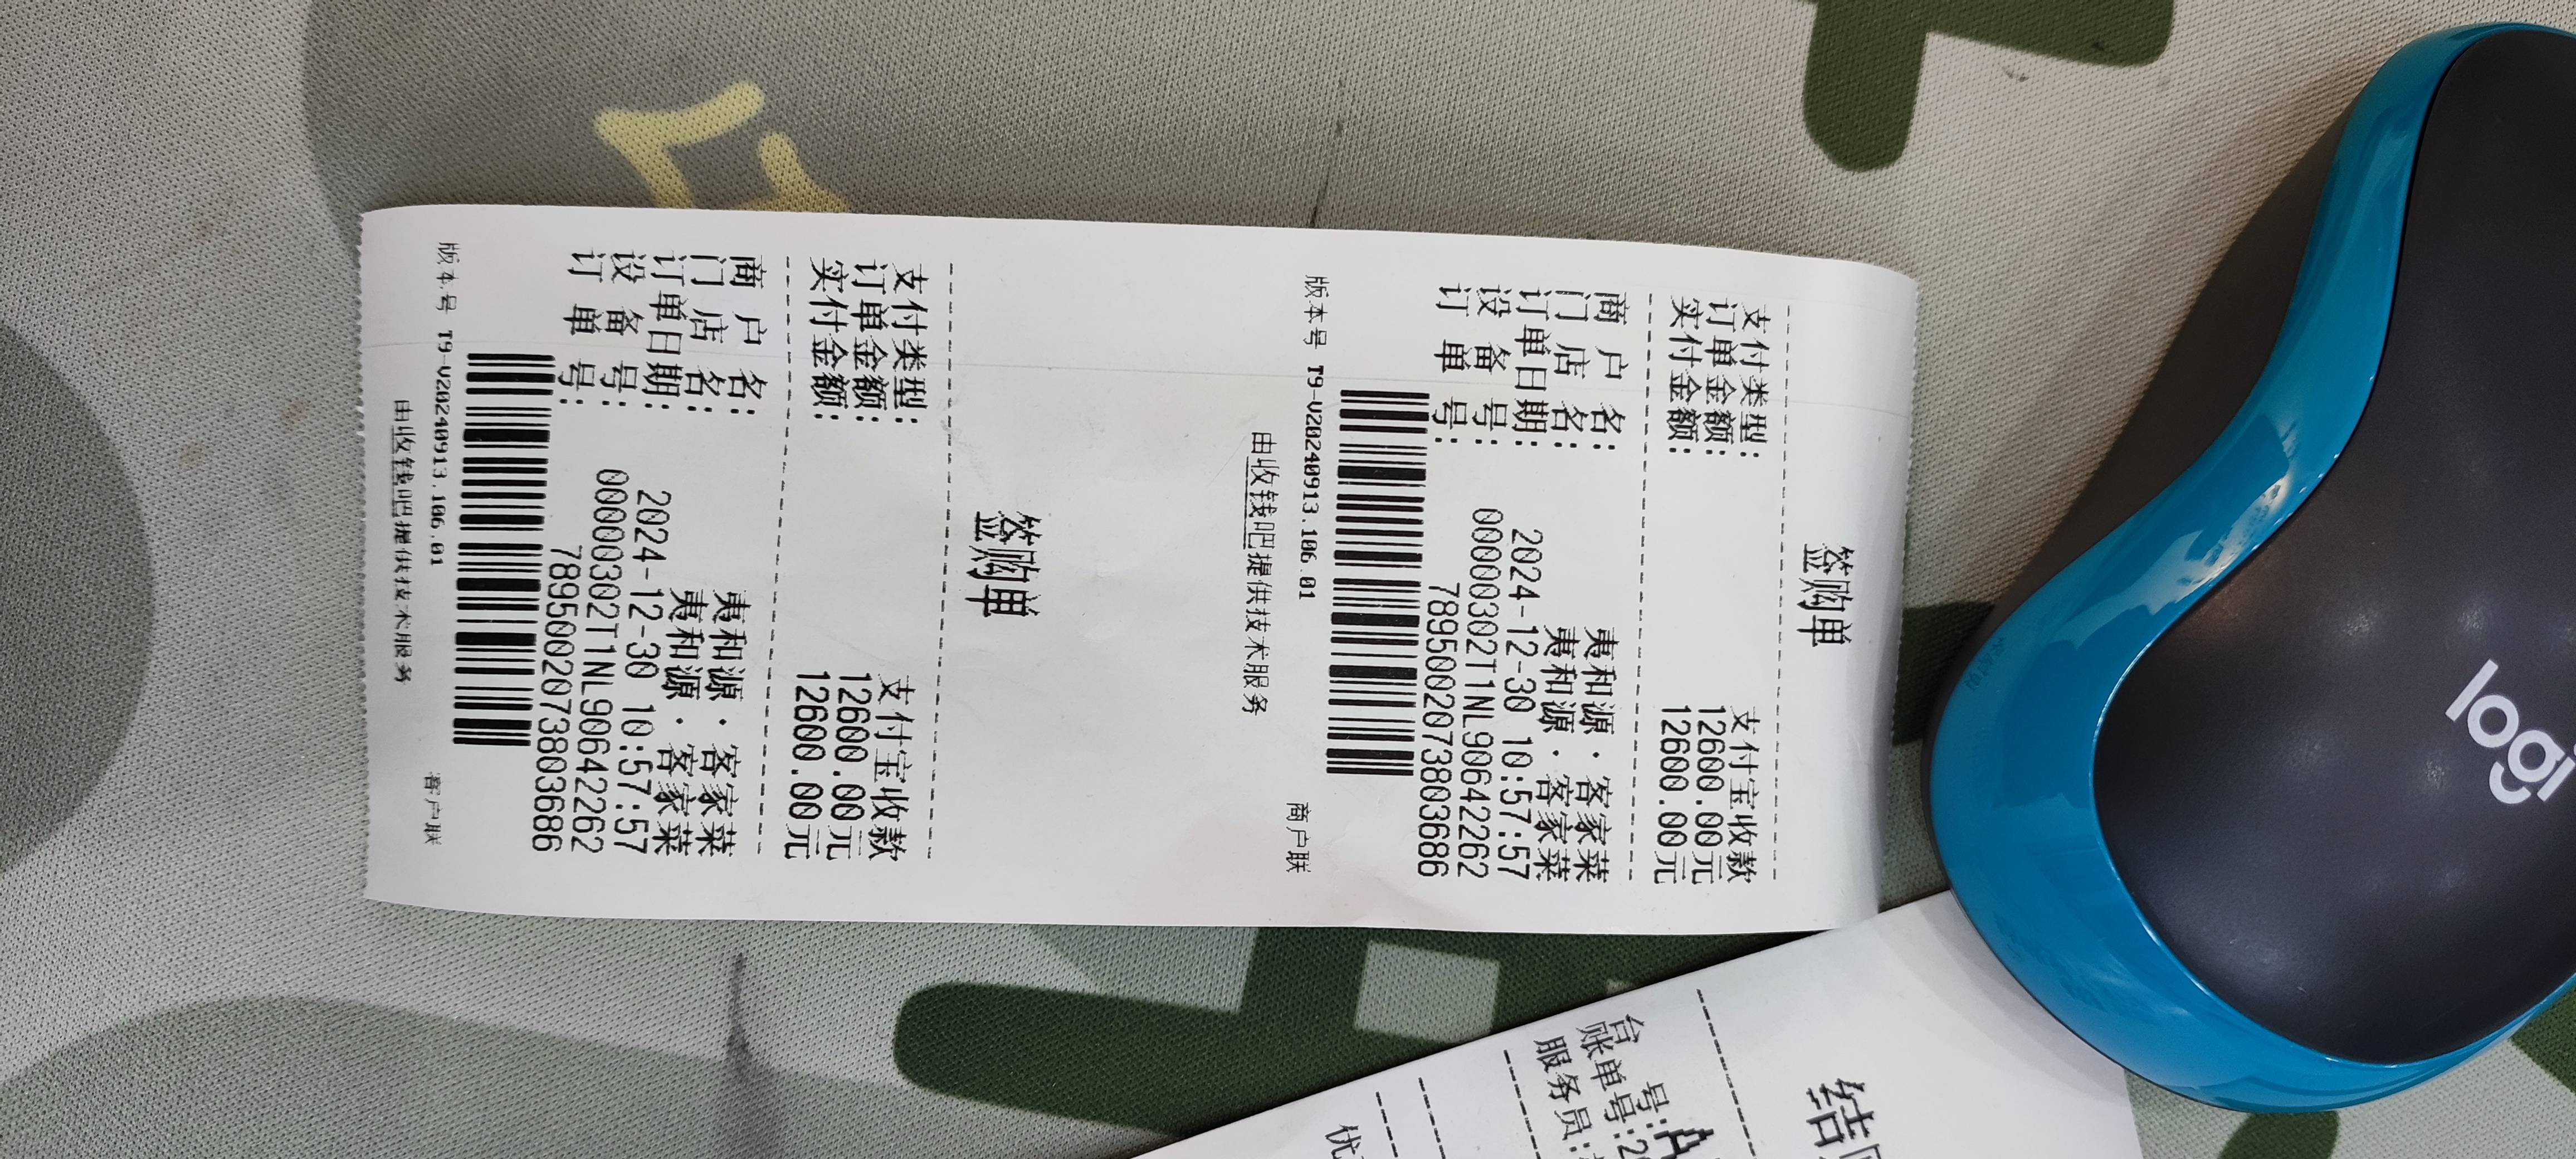 签购单
支付类型: 支付宝收款
订单金额: 12600.00元
实付金额: 12600.00元
商户名: 夷和源·客家菜
门店名: 夷和源·客家菜
订单日期: 2024-12-30 10:57:57
设备号: 00000302T1NL90642262
订单号: 7895002073803686
版本号 T9-V20240913.106.01 商户联
由收钱吧提供技术服务
签购单
支付类型: 支付宝收款
订单金额: 12600.00元
实付金额: 12600.00元
商户名: 夷和源·客家菜
门店名: 夷和源·客家菜
订单日期: 2024-12-30 10:57:57
设备号: 00000302T1NL90642262
订单号: 7895002073803686
版本号 T9-V20240913.106.01 客户联
由收钱吧提供技术服务
logi
结
台号:A
账单号:2
服务员:
优